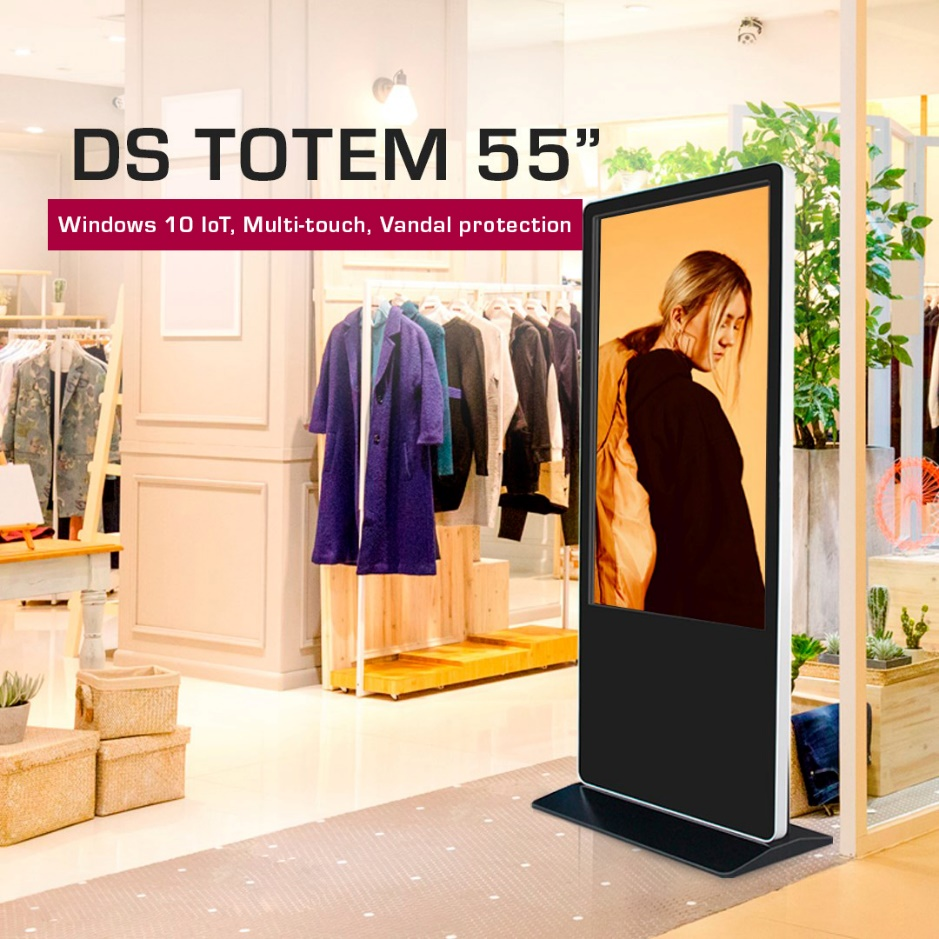 DS TOTEM 55”
Windows 10 IoT, Multi-touch, Vandal protection